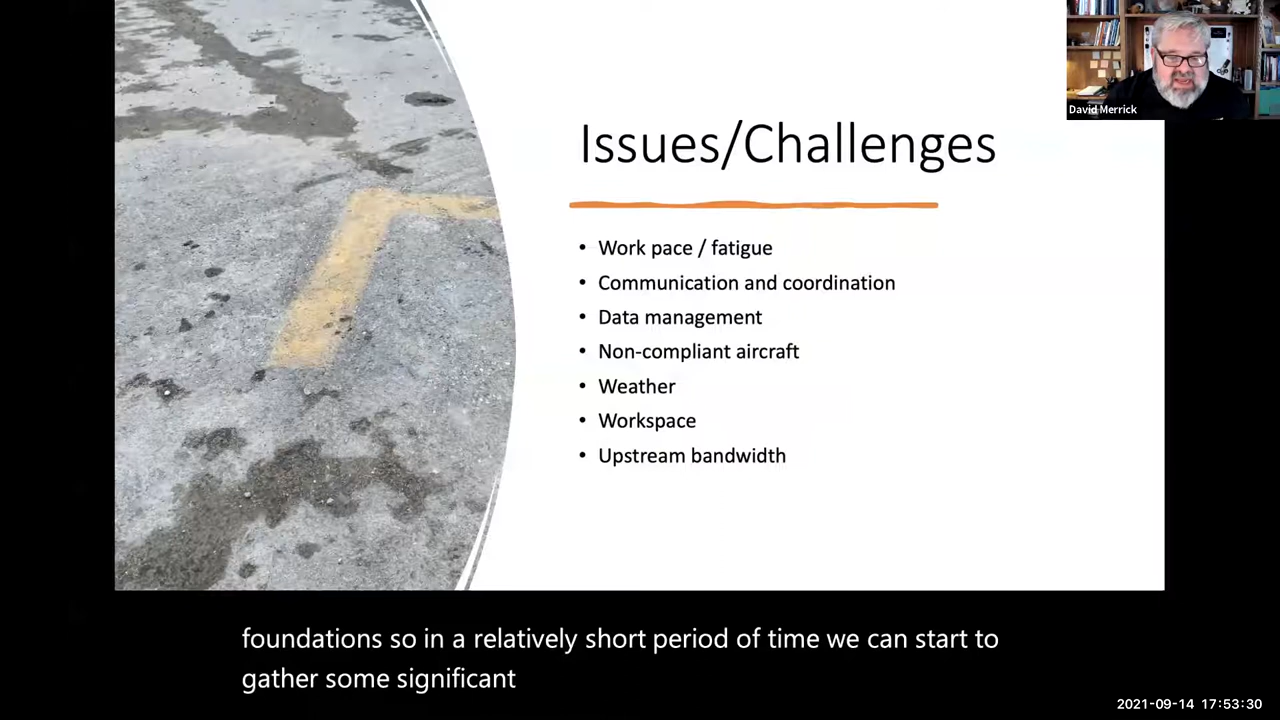 David Merrick
Issues/Challenges
• Work pace / fatigue
• Communication and coordination
• Data management
• Non-compliant aircraft
• Weather
• Workspace
• Upstream bandwidth
foundations so in a relatively short period of time we can start to
gather some significant
2021-09-14 17:53:30